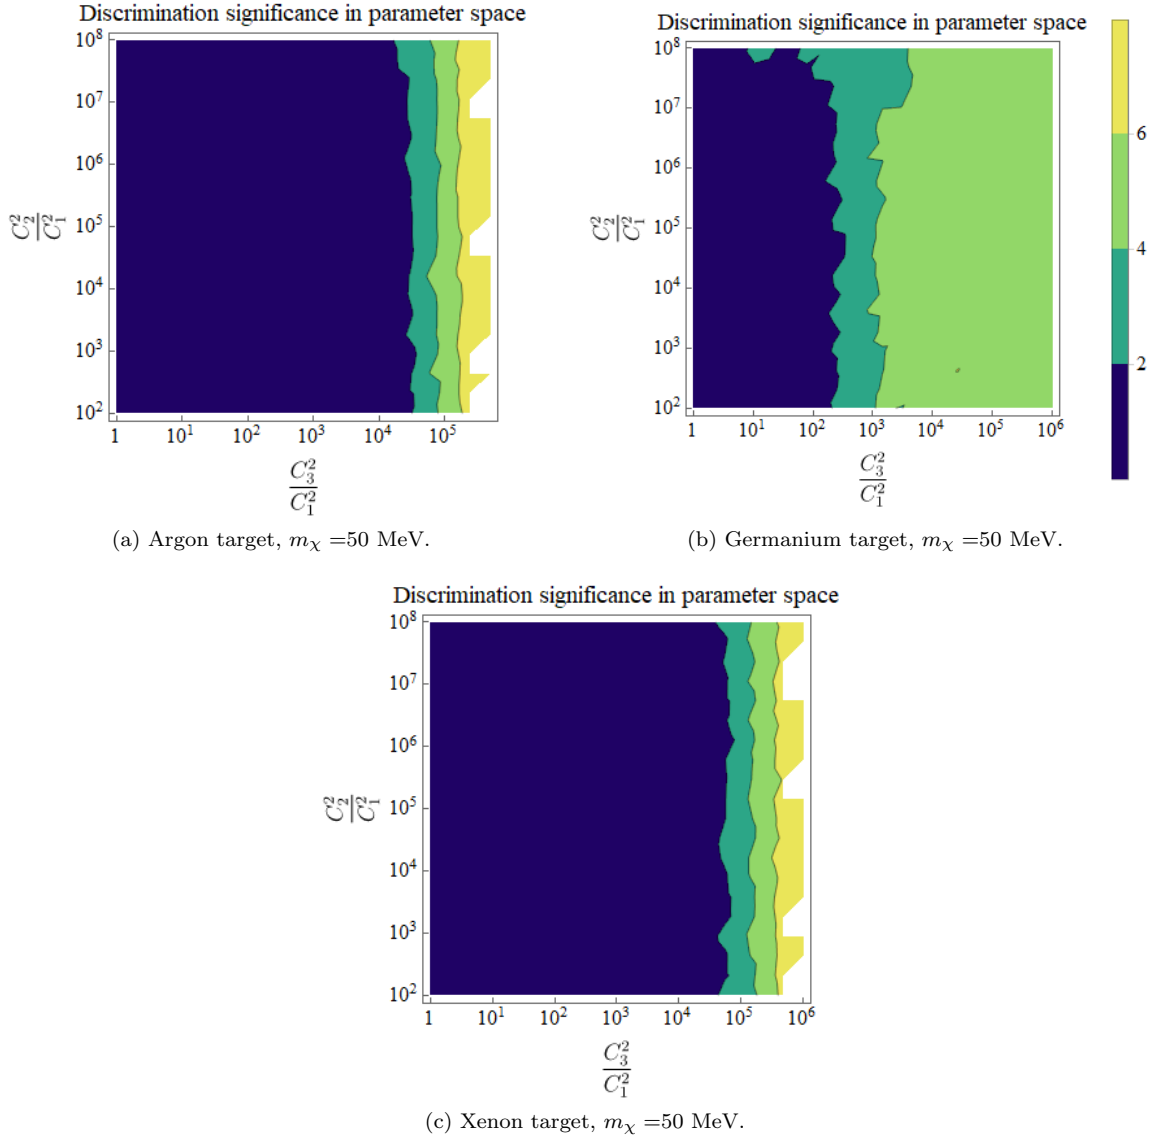 Discrimination significance in parameter space
10^8
10^7
10^6
10^5
10^4
10^3
10^2
C_2^2/C_1^2
1 10^1 10^2 10^3 10^4 10^5
C_3^2/C_1^2
(a) Argon target, m_χ =50 MeV.
Discrimination significance in parameter space
10^8
10^7
10^6
10^5
10^4
10^3
10^2
C_2^2/C_1^2
1 10^1 10^2 10^3 10^4 10^5 10^6
C_3^2/C_1^2
6
4
2
(b) Germanium target, m_χ =50 MeV.
Discrimination significance in parameter space
10^8
10^7
10^6
10^5
10^4
10^3
10^2
C_2^2/C_1^2
1 10^1 10^2 10^3 10^4 10^5 10^6
C_3^2/C_1^2
(c) Xenon target, m_χ =50 MeV.